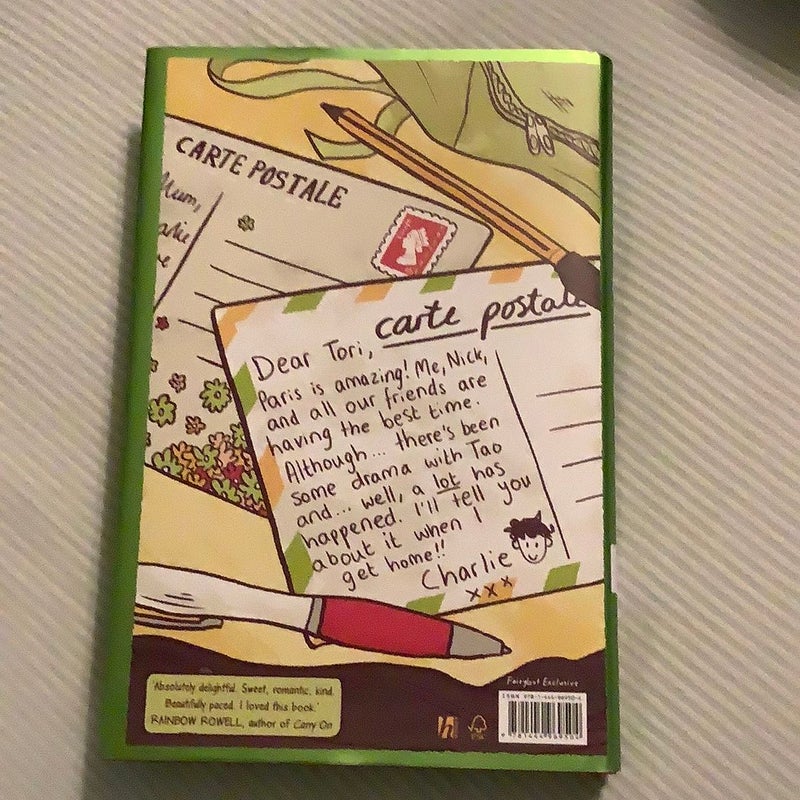 CARTE POSTALE
Mum,
carte postale
Dear Tori,
Paris is amazing! Me, Nick,
and all our friends are
having the best time.
Although... there's been
some drama with Tao
and... well, a lot has
happened. I'll tell you
about it when I
get home!!
Charlie
xxx
'Absolutely delightful. Sweet, romantic, kind.
Beautifully paced. I loved this book.'
RAINBOW ROWELL, author of Carry On
Fairyloot Exclusive